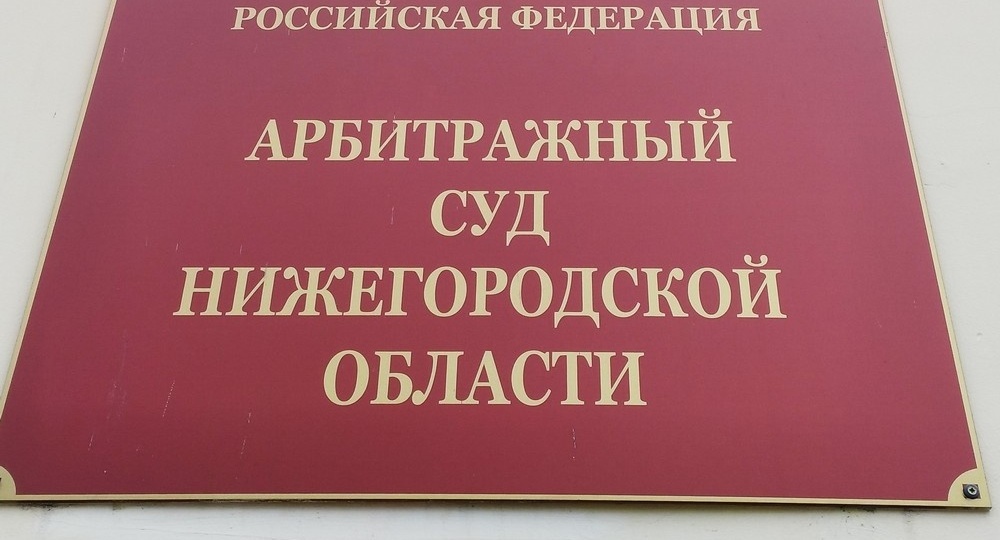 РОССИЙСКАЯ ФЕДЕРАЦИЯ
АРБИТРАЖНЫЙ
СУД
НИЖЕГОРОДСКОЙ
ОБЛАСТИ